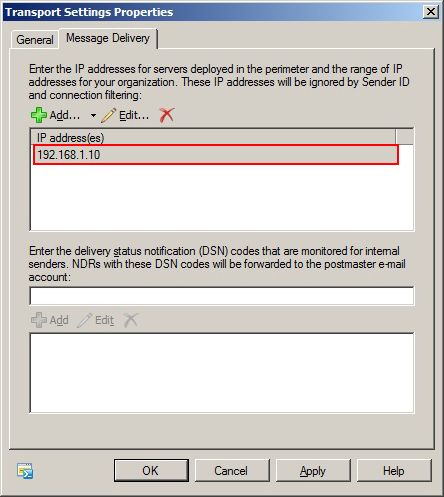 Transport Settings Properties
General Message Delivery
Enter the IP addresses for servers deployed in the perimeter and the range of IP
addresses for your organization. These IP addresses will be ignored by Sender ID
and connection filtering:
Add... Edit...
IP address(es)
192.168.1.10
Enter the delivery status notification (DSN) codes that are monitored for internal
senders. NDRs with these DSN codes will be forwarded to the postmaster e-mail
account:
Add Edit
OK Cancel Apply Help